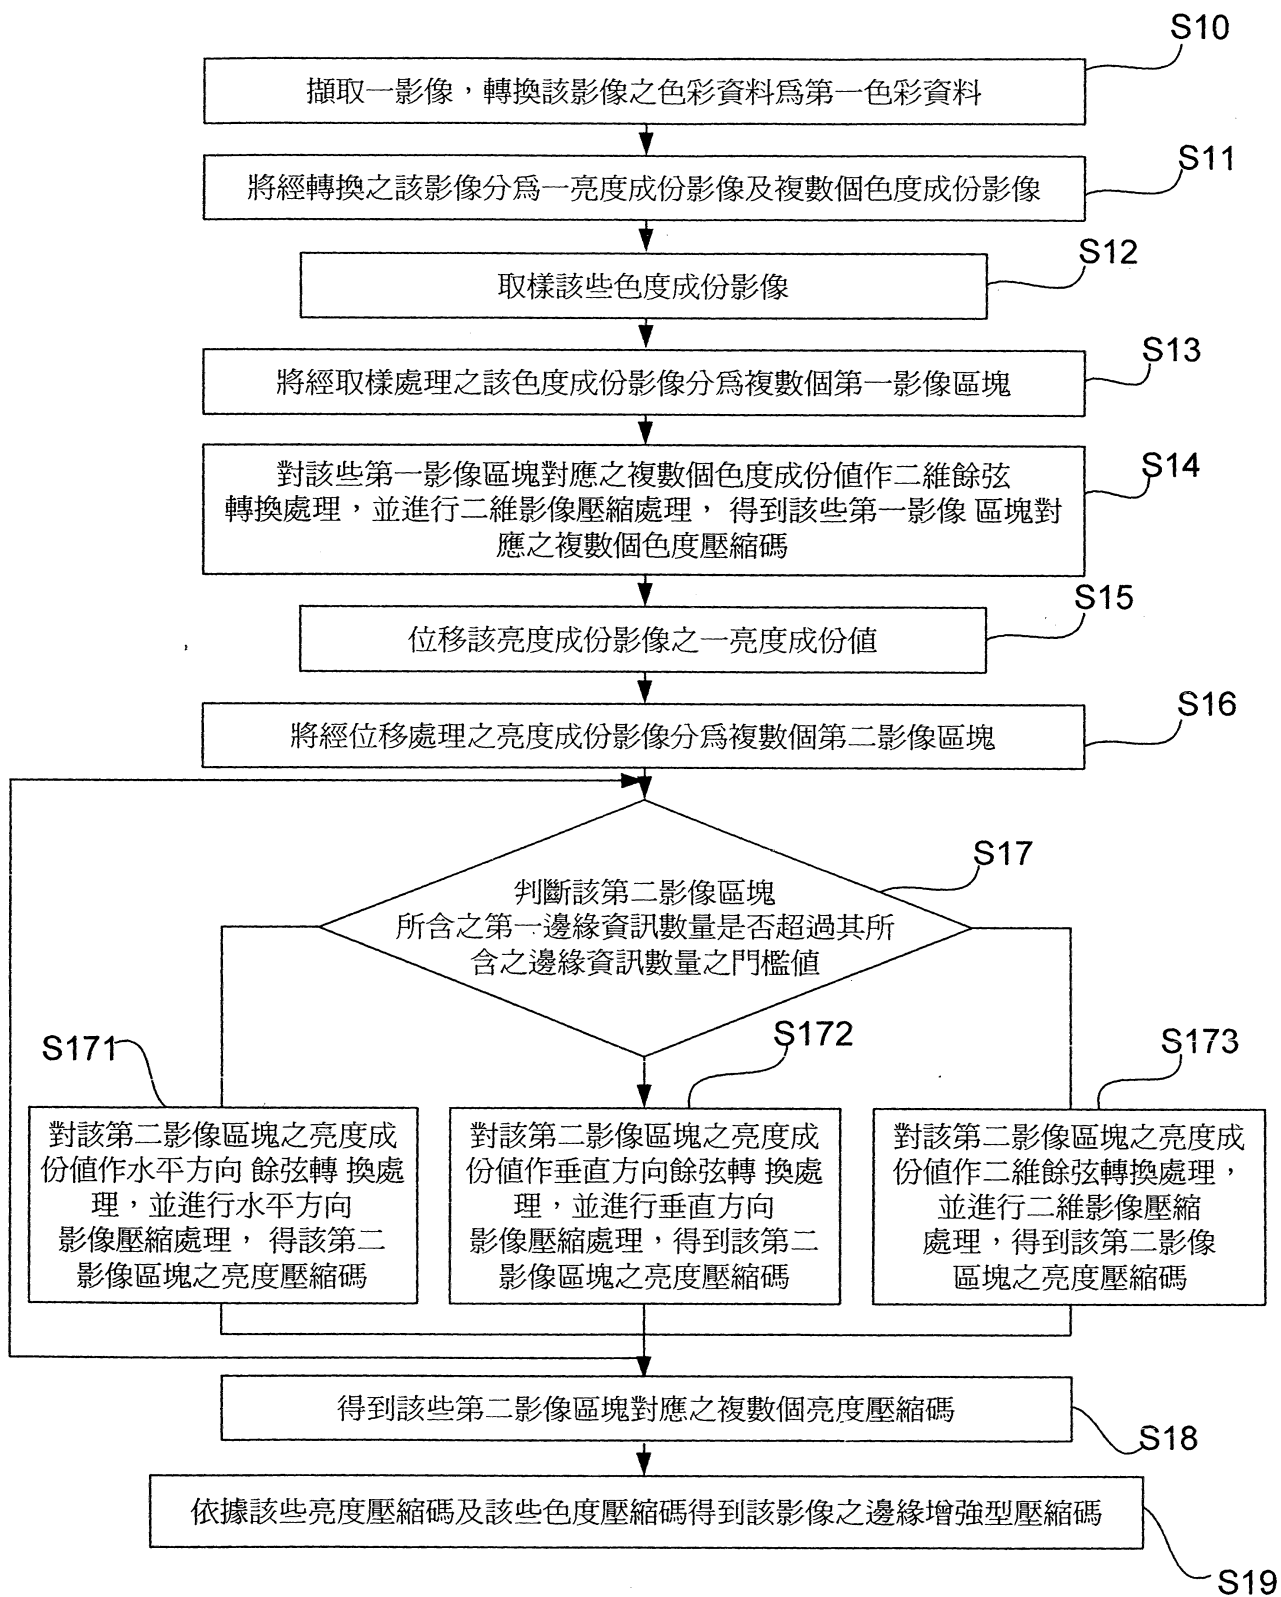 S10
擷取一影像，轉換該影像之色彩資料爲第一色彩資料
S11
將經轉換之該影像分爲一亮度成份影像及複數個色度成份影像
S12
取樣該些色度成份影像
S13
將經取樣處理之該色度成份影像分爲複數個第一影像區塊
S14
對該些第一影像區塊對應之複數個色度成份値作二維餘弦
轉換處理，並進行二維影像壓縮處理， 得到該些第一影像 區塊對
應之複數個色度壓縮碼
S15
位移該亮度成份影像之一亮度成份値
S16
將經位移處理之亮度成份影像分爲複數個第二影像區塊
S17
判斷該第二影像區塊
所含之第一邊緣資訊數量是否超過其所
含之邊緣資訊數量之門檻値
S171
對該第二影像區塊之亮度成
份値作水平方向 餘弦轉 換處
理，並進行水平方向
影像壓縮處理， 得該第二
影像區塊之亮度壓縮碼
S172
對該第二影像區塊之亮度成
份値作垂直方向餘弦轉 換處
理，並進行垂直方向
影像壓縮處理，得到該第二
影像區塊之亮度壓縮碼
S173
對該第二影像區塊之亮度成
份値作二維餘弦轉換處理，
並進行二維影像壓縮
處理，得到該第二影像
區塊之亮度壓縮碼
得到該些第二影像區塊對應之複數個亮度壓縮碼
S18
依據該些亮度壓縮碼及該些色度壓縮碼得到該影像之邊緣增強型壓縮碼
S19